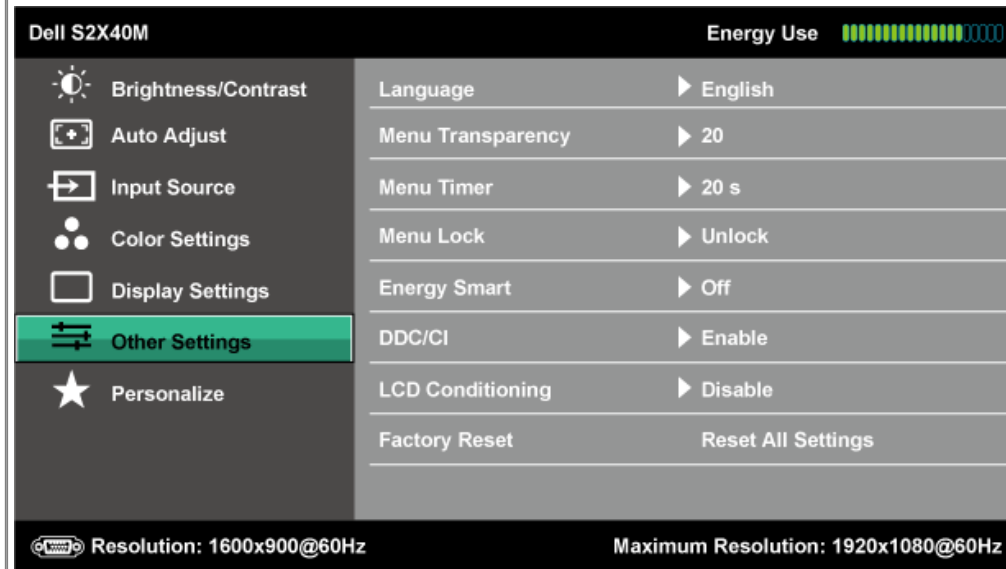 Dell S2X40M Energy Use
Brightness/Contrast Language English
Auto Adjust Menu Transparency 20
Input Source Menu Timer 20 s
Color Settings Menu Lock Unlock
Display Settings Energy Smart Off
Other Settings DDC/CI Enable
Personalize LCD Conditioning Disable
Factory Reset Reset All Settings
Resolution: 1600x900@60Hz Maximum Resolution: 1920x1080@60Hz